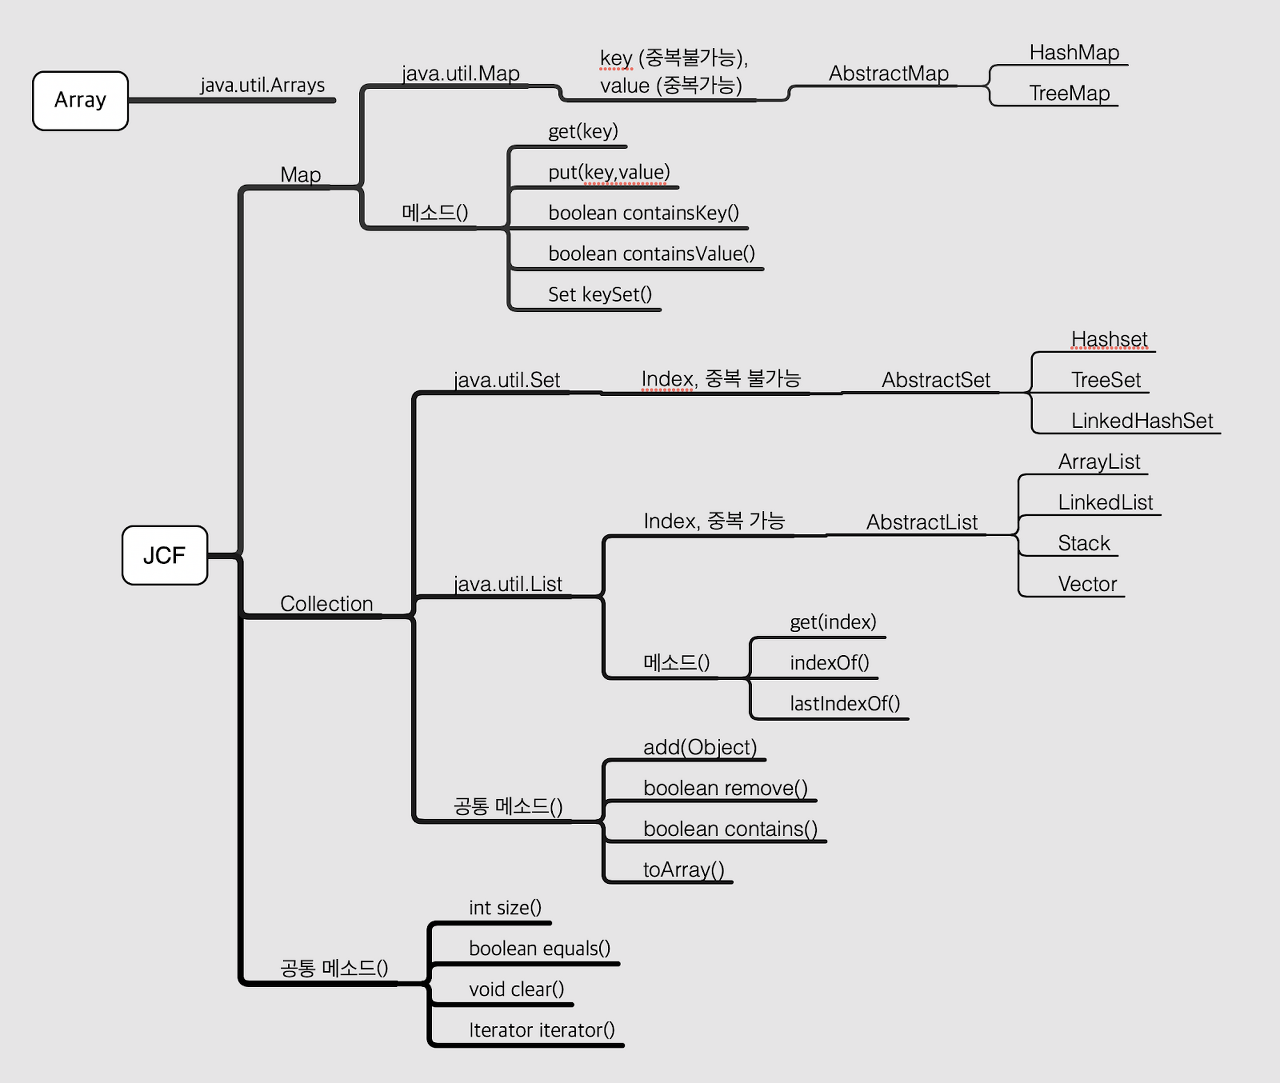 Array
java.util.Arrays
JCF
Map
java.util.Map
key (중복불가능),
value (중복가능)
AbstractMap
HashMap
TreeMap
메소드()
get(key)
put(key,value)
boolean containsKey()
boolean containsValue()
Set keySet()
Collection
java.util.Set
Index, 중복 불가능
AbstractSet
Hashset
TreeSet
LinkedHashSet
java.util.List
Index, 중복 가능
AbstractList
ArrayList
LinkedList
Stack
Vector
메소드()
get(index)
indexOf()
lastIndexOf()
공통 메소드()
add(Object)
boolean remove()
boolean contains()
toArray()
공통 메소드()
int size()
boolean equals()
void clear()
Iterator iterator()